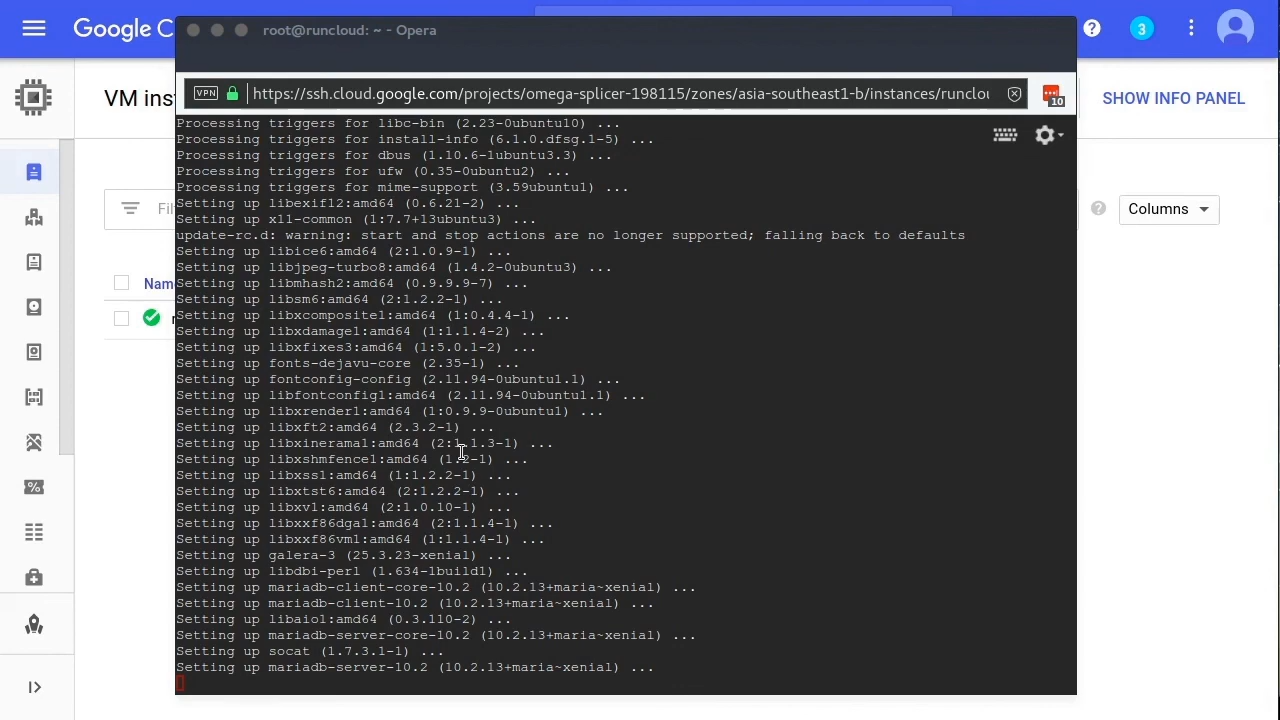 Google C
root@runcloud: ~ - Opera
3
VPN
https://ssh.cloud.google.com/projects/omega-splicer-198115/zones/asia-southeast1-b/instances/runclou
10
VM ins
SHOW INFO PANEL
Processing triggers for libc-bin (2.23-0ubuntu10) ...
Processing triggers for install-info (6.1.0.dfsg.1-5) ...
Processing triggers for dbus (1.10.6-1ubuntu3.3) ...
Processing triggers for ufw (0.35-0ubuntu2) ...
Processing triggers for mime-support (3.59ubuntu1) ...
Setting up libexif12:amd64 (0.6.21-2) ...
Fil
Columns
Setting up x11-common (1:7.7+13ubuntu3) ...
update-rc.d: warning: start and stop actions are no longer supported; falling back to defaults
Setting up libice6:amd64 (2:1.0.9-1) ...
Setting up libjpeg-turbo8:amd64 (1.4.2-0ubuntu3) ...
Nam
Setting up libmhash2:amd64 (0.9.9.9-7) ...
Setting up libsm6:amd64 (2:1.2.2-1) ...
Setting up libxcomposite1:amd64 (1:0.4.4-1) ...
Setting up libxdamage1:amd64 (1:1.1.4-2) ...
Setting up libxfixes3:amd64 (1:5.0.1-2) ...
Setting up fonts-dejavu-core (2.35-1) ...
Setting up fontconfig-config (2.11.94-0ubuntu1.1) ...
Setting up libfontconfig1:amd64 (2.11.94-0ubuntu1.1) ...
Setting up libxrender1:amd64 (1:0.9.9-0ubuntu1) ...
Setting up libxft2:amd64 (2.3.2-1) ...
Setting up libxinerama1:amd64 (2:1.1.3-1) ...
Setting up libxshmfence1:amd64 (1.2-1) ...
Setting up libxss1:amd64 (1:1.2.2-1) ...
Setting up libxtst6:amd64 (2:1.2.2-1) ...
Setting up libxv1:amd64 (2:1.0.10-1) ...
Setting up libxxf86dga1:amd64 (2:1.1.4-1) ...
Setting up libxxf86vm1:amd64 (1:1.1.4-1) ...
Setting up galera-3 (25.3.23-xenial) ...
Setting up libdbi-perl (1.634-1build1) ...
Setting up mariadb-client-core-10.2 (10.2.13+maria~xenial) ...
Setting up mariadb-client-10.2 (10.2.13+maria~xenial) ...
Setting up libaio1:amd64 (0.3.110-2) ...
Setting up mariadb-server-core-10.2 (10.2.13+maria~xenial) ...
Setting up socat (1.7.3.1-1) ...
Setting up mariadb-server-10.2 (10.2.13+maria~xenial) ...